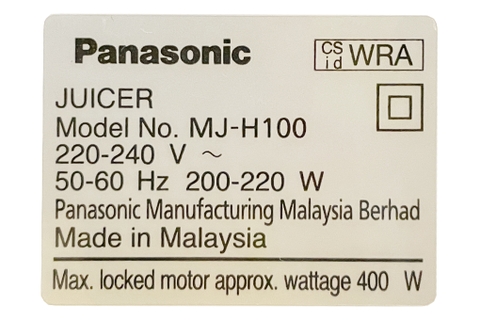 Panasonic
CS id WRA
JUICER
Model No. MJ-H100
220-240 V ~
50-60 Hz 200-220 W
Panasonic Manufacturing Malaysia Berhad
Made in Malaysia
Max. locked motor approx. wattage 400 W